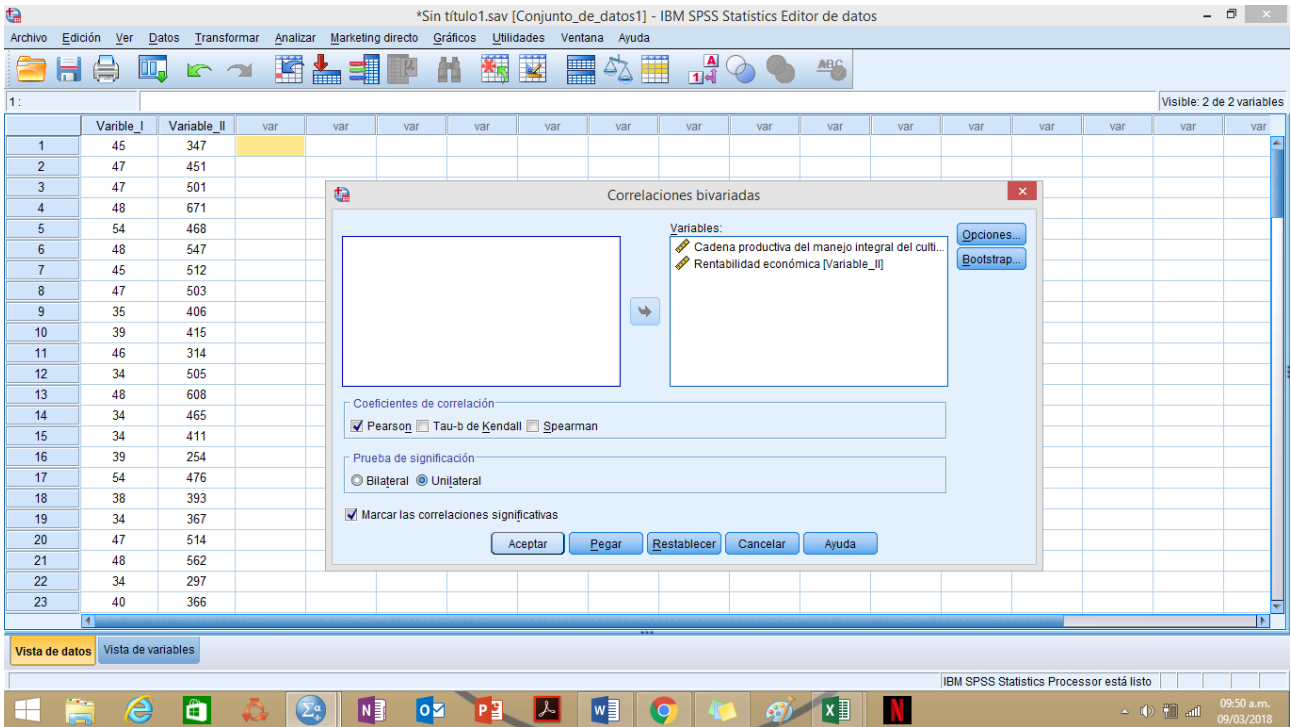 *Sin título1.sav [Conjunto_de_datos1] - IBM SPSS Statistics Editor de datos
Archivo Edición Ver Datos Transformar Analizar Marketing directo Gráficos Utilidades Ventana Ayuda
1 :
Visible: 2 de 2 variables
Varible_I Variable_II var var var var var var var var var var var var var var var
1 45 347
2 47 451
3 47 501
4 48 671
5 54 468
6 48 547
7 45 512
8 47 503
9 35 406
10 39 415
11 46 314
12 34 505
13 48 608
14 34 465
15 34 411
16 39 254
17 54 476
18 38 393
19 34 367
20 47 514
21 48 562
22 34 297
23 40 366
Correlaciones bivariadas
Variables:
Cadena productiva del manejo integral del culti...
Rentabilidad económica [Variable_II]
Opciones...
Bootstrap...
Coeficientes de correlación
Pearson Tau-b de Kendall Spearman
Prueba de significación
Bilateral Unilateral
Marcar las correlaciones significativas
Aceptar Pegar Restablecer Cancelar Ayuda
Vista de datos Vista de variables
IBM SPSS Statistics Processor está listo
09:50 a.m.
09/03/2018